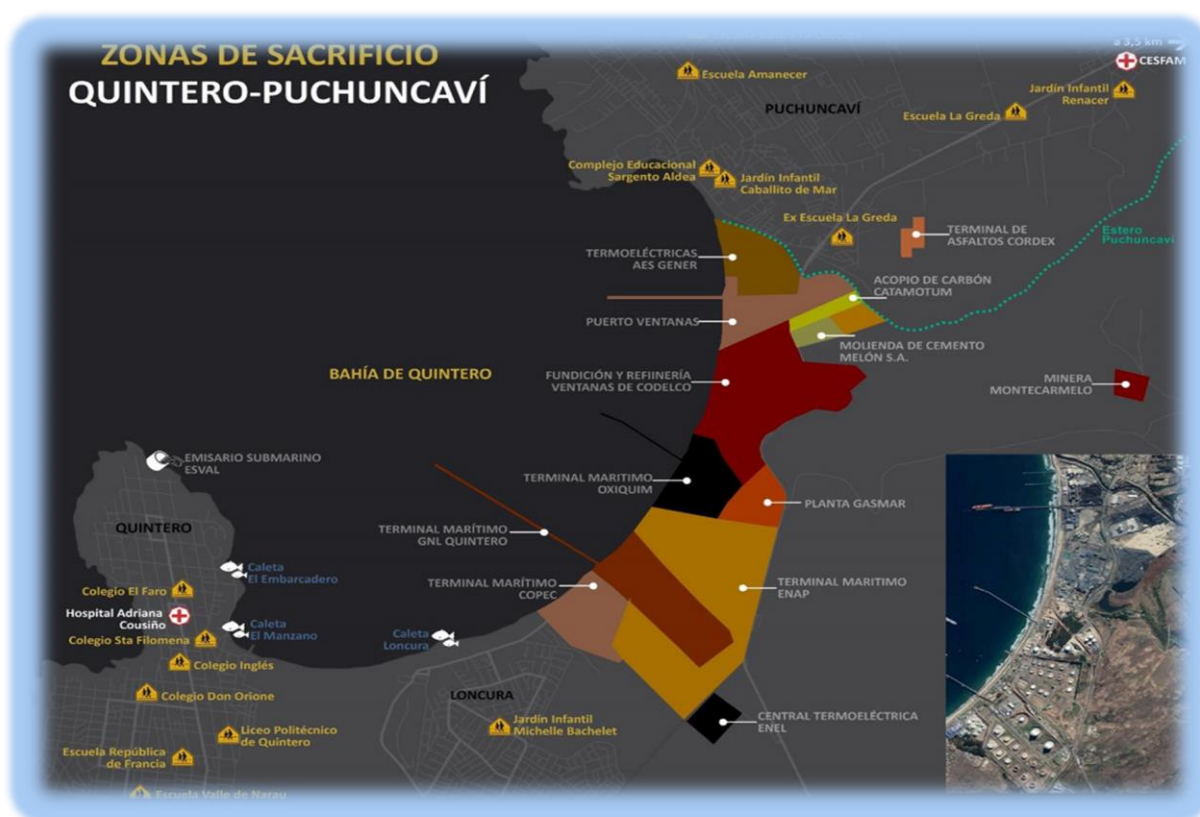 ZONAS DE SACRIFICIO
QUINTERO-PUCHUNCAVÍ
a 3,5 km
CESFAM
Escuela Amanecer
Jardín Infantil
Renacer
PUCHUNCAVÍ
Escuela La Greda
Complejo Educacional
Sargento Aldea
Jardín Infantil
Caballito de Mar
Ex Escuela La Greda
TERMINAL DE
ASFALTOS CORDEX
Estero
Puchuncaví
TERMOELÉCTRICAS
AES GENER
ACOPIO DE CARBÓN
CATAMOTUM
PUERTO VENTANAS
MOLIENDA DE CEMENTO
MELÓN S.A.
BAHÍA DE QUINTERO
FUNDICIÓN Y REFIINERÍA
VENTANAS DE CODELCO
MINERA
MONTECARMELO
EMISARIO SUBMARINO
ESVAL
TERMINAL MARITIMO
OXIQUIM
PLANTA GASMAR
QUINTERO
TERMINAL MARÍTIMO
GNL QUINTERO
Caleta
El Embarcadero
TERMINAL MARÍTIMO
COPEC
TERMINAL MARITIMO
ENAP
Colegio El Faro
Hospital Adriana
Cousiño
Caleta
El Manzano
Colegio Sta Filomena
Caleta
Loncura
Colegio Inglés
Colegio Don Orione
LONCURA
Jardín Infantil
Michelle Bachelet
CENTRAL TERMOELÉCTRICA
ENEL
Liceo Politécnico
de Quintero
Escuela República
de Francia
Escuela Valle de Narau